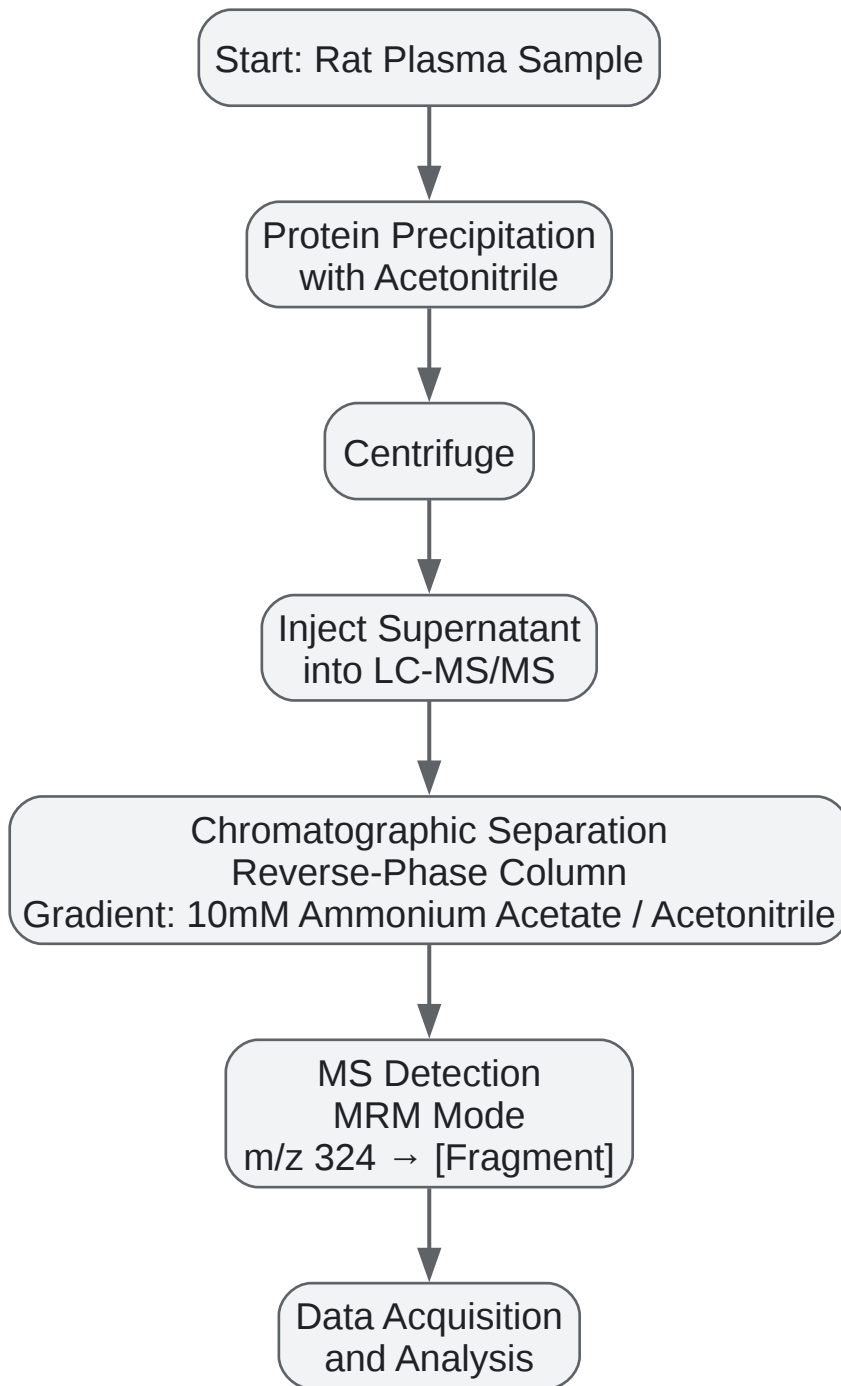 Start: Rat Plasma Sample
Protein Precipitation
with Acetonitrile
Centrifuge
Inject Supernatant
into LC-MS/MS
Chromatographic Separation
Reverse-Phase Column
Gradient: 10mM Ammonium Acetate / Acetonitrile
MS Detection
MRM Mode
m/z 324 → [Fragment]
Data Acquisition
and Analysis